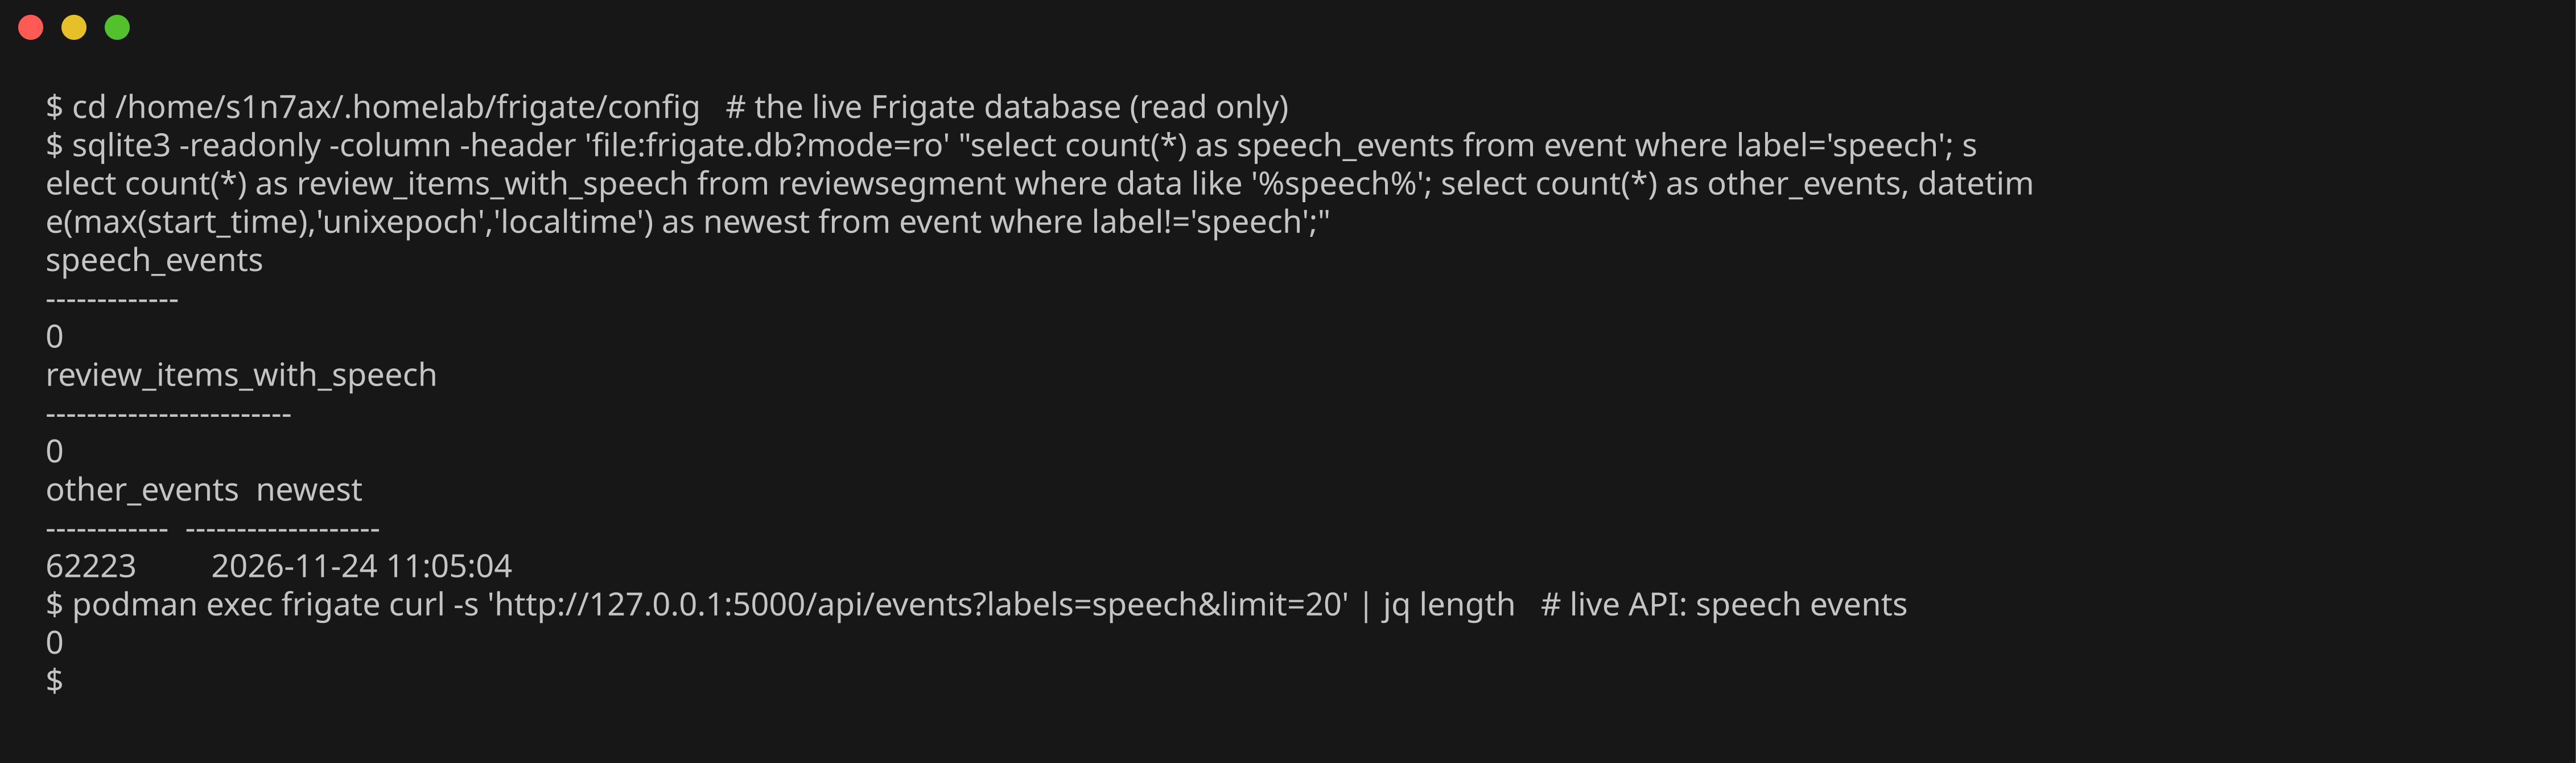 $ cd /home/s1n7ax/.homelab/frigate/config   # the live Frigate database (read only)
$ sqlite3 -readonly -column -header 'file:frigate.db?mode=ro' "select count(*) as speech_events from event where label='speech'; s
elect count(*) as review_items_with_speech from reviewsegment where data like '%speech%'; select count(*) as other_events, datetim
e(max(start_time),'unixepoch','localtime') as newest from event where label!='speech';"
speech_events
-------------
0
review_items_with_speech
------------------------
0
other_events  newest
------------  -------------------
62223         2026-11-24 11:05:04
$ podman exec frigate curl -s 'http://127.0.0.1:5000/api/events?labels=speech&limit=20' | jq length   # live API: speech events
0
$